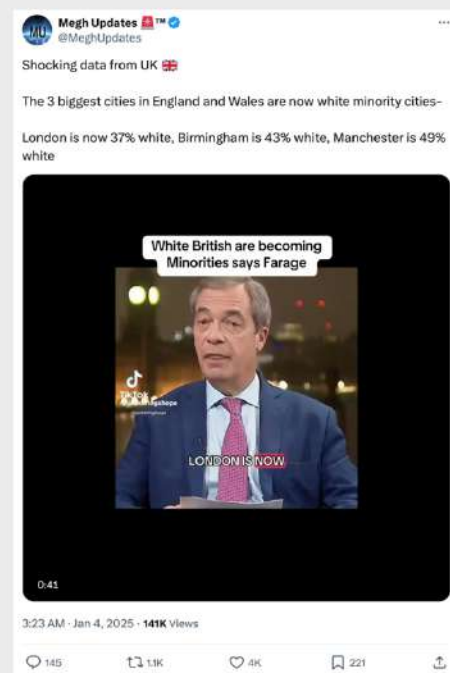 MU
Megh Updates 🚨™
@MeghUpdates
Shocking data from UK 🇬🇧
The 3 biggest cities in England and Wales are now white minority cities-
London is now 37% white, Birmingham is 43% white, Manchester is 49%
white
White British are becoming
Minorities says Farage
TikTok
LONDON IS NOW
0:41
3:23 AM · Jan 4, 2025 · 141K Views
145
1.1K
4K
221